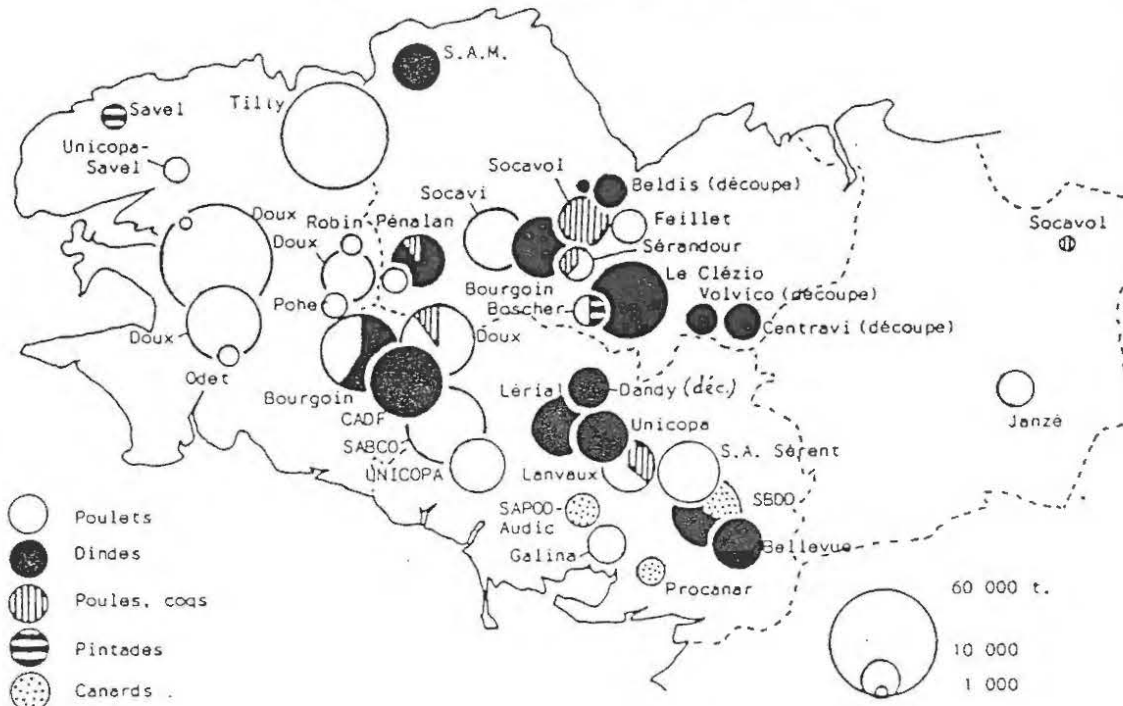 S.A.M.
Tilly
Savel
Unicopa-
Savel
Socavol
Beldis (découpe)
Socavi
Feillet
Doux
Robin
Pénalan
Doux
Sérandour
Socavol
Le Clézio
Bourgoin
Volvico (découpe)
Boscher
Pohe
Centravi (découpe)
Doux
Doux
Odet
Lérial
Dandy (déc.)
Bourgoin
CADF
Unicopa
Janzé
SABCO
S.A. Sérent
UNICOPA
Lanvaux
SBDO
SAPOO-
Audic
Bellevue
Galina
Procanar
Poulets
Dindes
Poules, coqs
Pintades
Canards .
60 000 t.
10 000
1 000